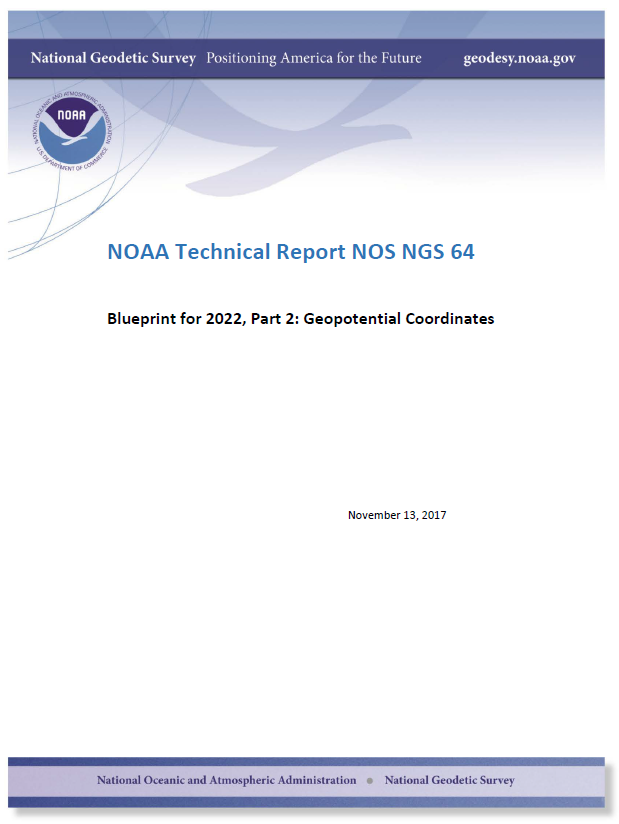 National Geodetic Survey Positioning America for the Future geodesy.noaa.gov
NATIONAL OCEANIC AND ATMOSPHERIC ADMINISTRATION
NOAA
U.S. DEPARTMENT OF COMMERCE
NOAA Technical Report NOS NGS 64
Blueprint for 2022, Part 2: Geopotential Coordinates
November 13, 2017
National Oceanic and Atmospheric Administration ● National Geodetic Survey